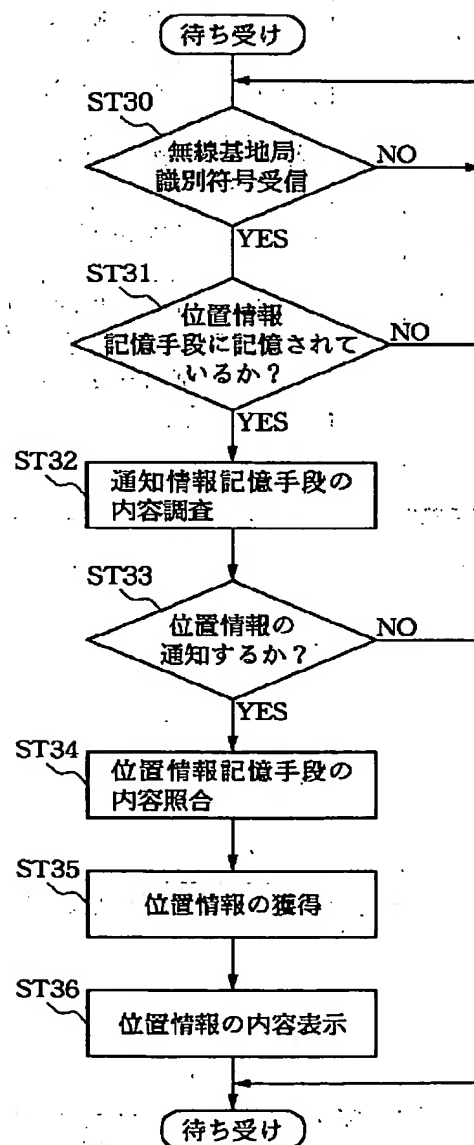 待ち受け
ST30
無線基地局
識別符号受信
NO
YES
ST31
位置情報
記憶手段に記憶されて
いるか？
NO
YES
ST32
通知情報記憶手段の
内容調査
ST33
位置情報の
通知するか？
NO
YES
ST34
位置情報記憶手段の
内容照合
ST35
位置情報の獲得
ST36
位置情報の内容表示
待ち受け